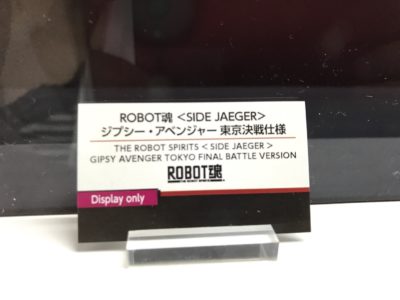 ROBOT魂 <SIDE JAEGER>
ジプシー・アベンジャー 東京決戦仕様
THE ROBOT SPIRITS < SIDE JAEGER >
GIPSY AVENGER TOKYO FINAL BATTLE VERSION
ROBOT魂
Display only